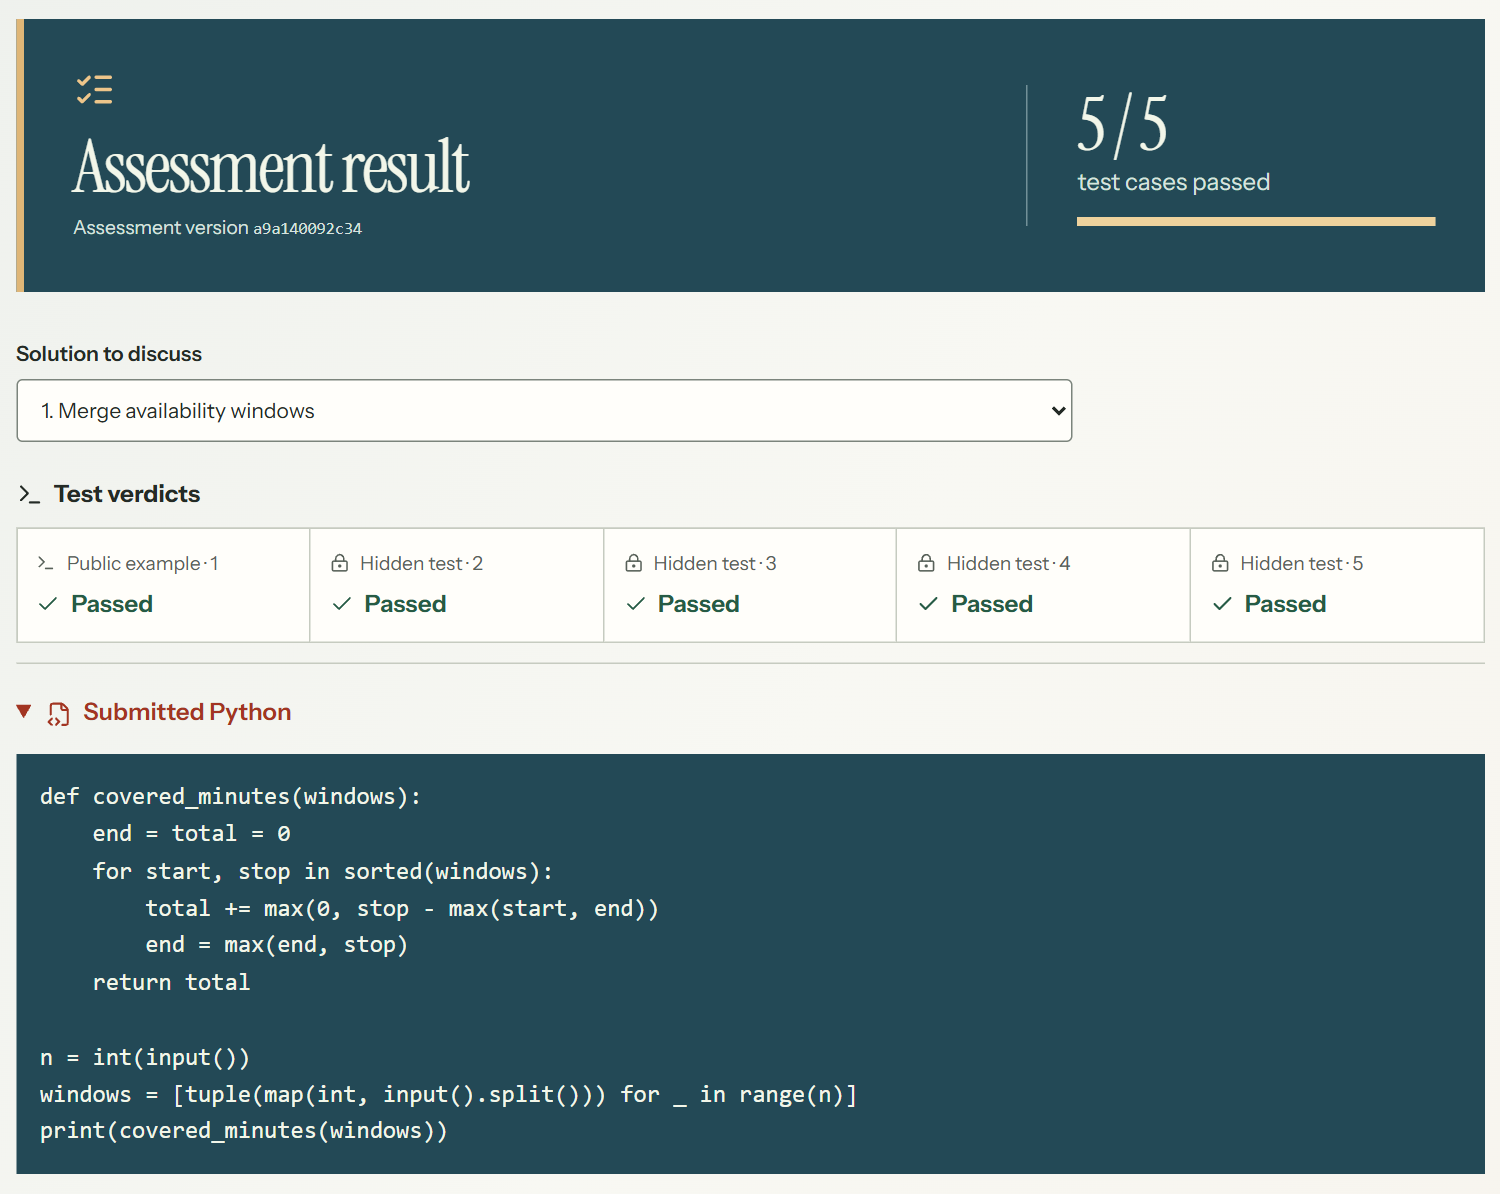 Assessment result
Assessment version a9a140092c34
5/5
test cases passed
Solution to discuss
1. Merge availability windows
Test verdicts
Public example · 1
Passed
Hidden test · 2
Passed
Hidden test · 3
Passed
Hidden test · 4
Passed
Hidden test · 5
Passed
Submitted Python
def covered_minutes(windows):
    end = total = 0
    for start, stop in sorted(windows):
        total += max(0, stop - max(start, end))
        end = max(end, stop)
    return total
n = int(input())
windows = [tuple(map(int, input().split())) for _ in range(n)]
print(covered_minutes(windows))